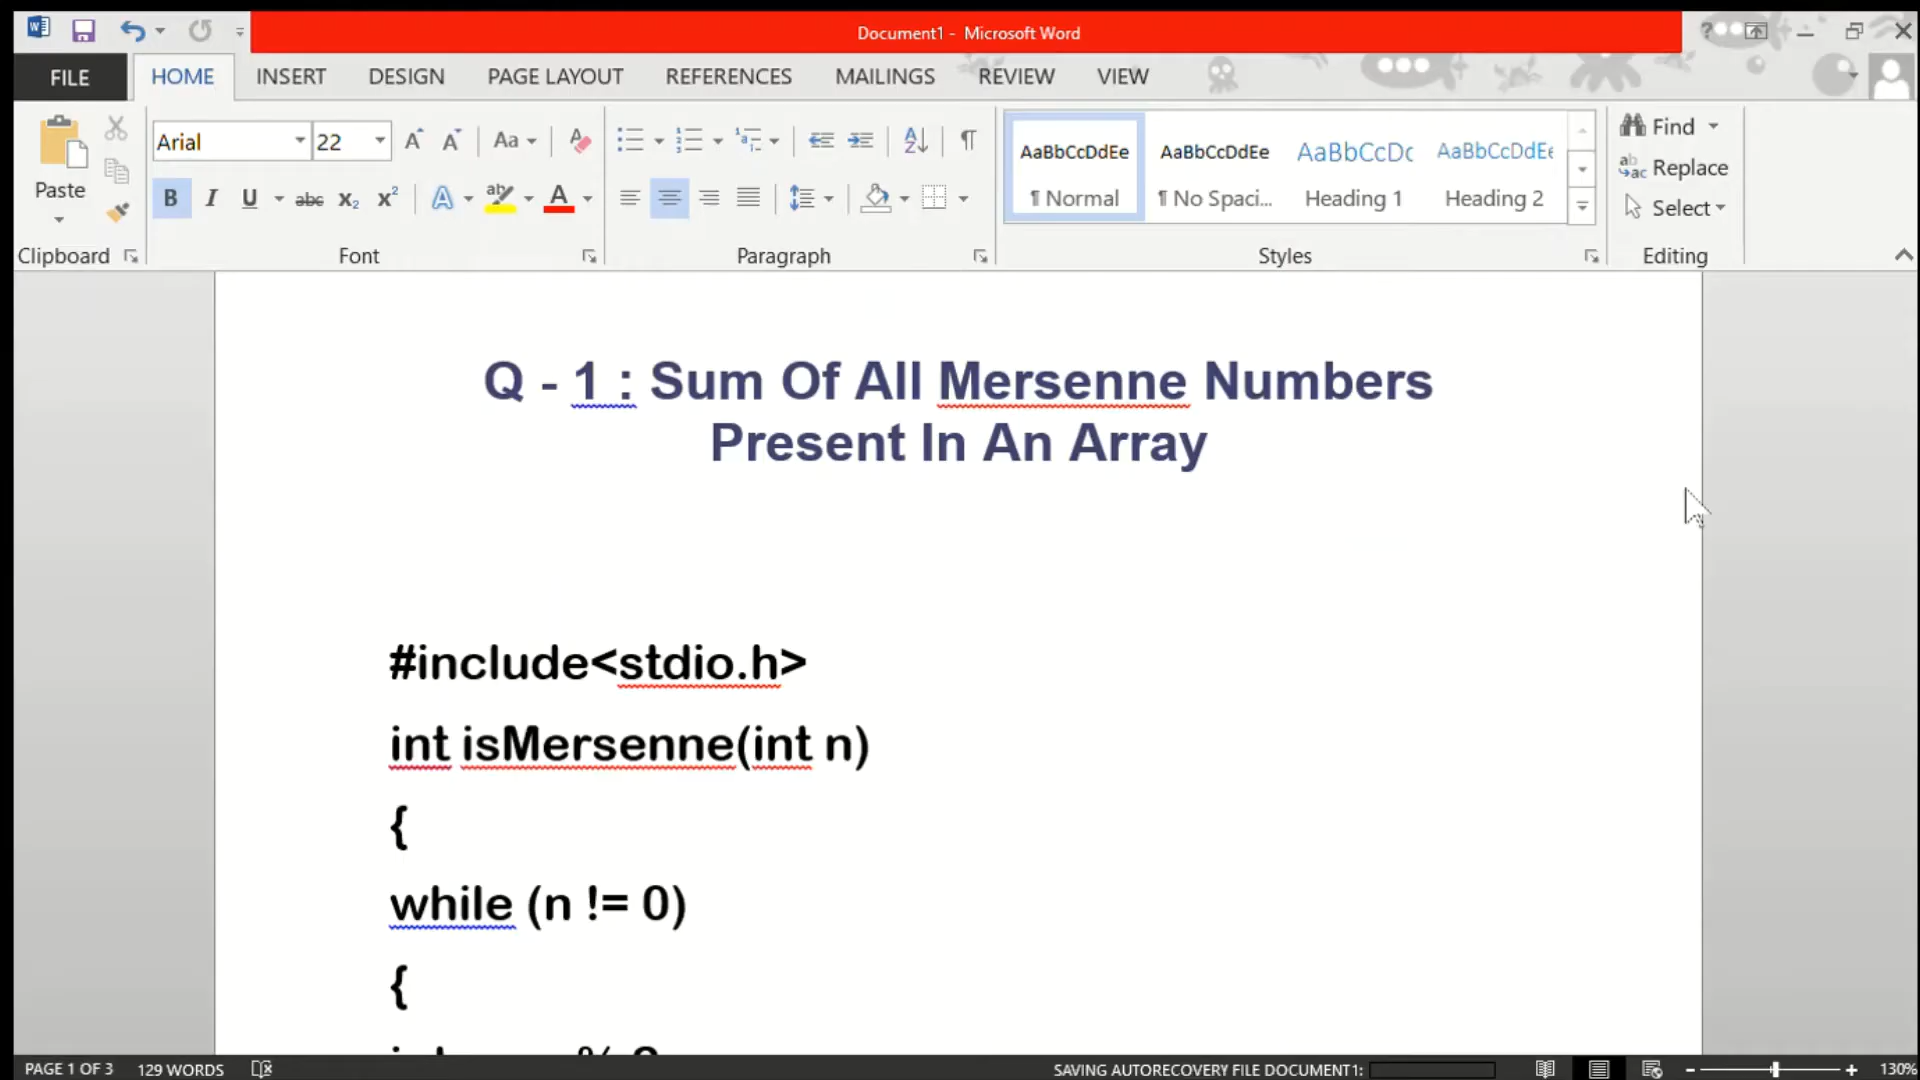 Document1 - Microsoft Word
FILE HOME INSERT DESIGN PAGE LAYOUT REFERENCES MAILINGS REVIEW VIEW
Arial 22 Aa
AaBbCcDdEe AaBbCcDdEe AaBbCcDc AaBbCcDdEe
Find
Replace
Select
Paste
B I U abc X₂ X² A ab A
¶ Normal ¶ No Spaci... Heading 1 Heading 2
Clipboard Font Paragraph Styles Editing
Q - 1 : Sum Of All Mersenne Numbers
Present In An Array
#include<stdio.h>
int isMersenne(int n)
{
while (n != 0)
{
PAGE 1 OF 3 129 WORDS SAVING AUTORECOVERY FILE DOCUMENT1: 130%